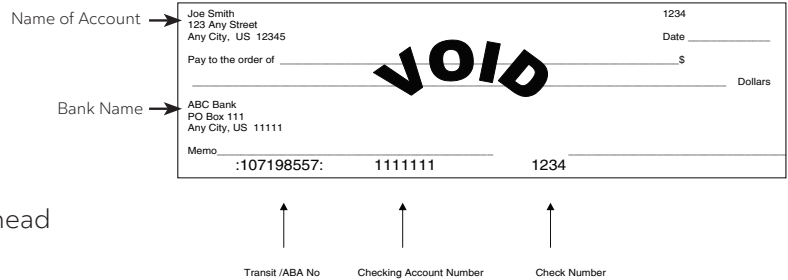 Name of Account
Joe Smith
1234
123 Any Street
Any City, US 12345
Date
Pay to the order of
$
VOID
Dollars
Bank Name
ABC Bank
PO Box 111
Any City, US 11111
Memo
:107198557: 1111111 1234
Transit /ABA No Checking Account Number Check Number